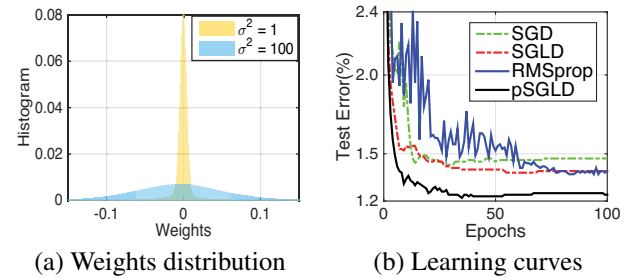 0.08
0.06
0.04
0.02
0
Histogram
-0.1
0
0.1
Weights
σ² = 1
σ² = 100
(a) Weights distribution
2.4
2.0
1.5
1.2
Test Error(%)
0
50
100
Epochs
SGD
SGLD
RMSprop
pSGLD
(b) Learning curves